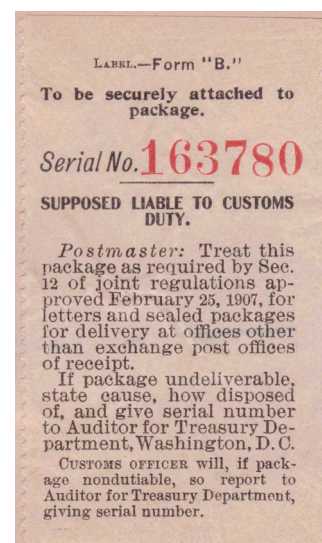 LABEL.—Form "B."
To be securely attached to
package.
Serial No. 163780
SUPPOSED LIABLE TO CUSTOMS
DUTY.
Postmaster: Treat this
package as required by Sec.
12 of joint regulations ap-
proved February 25, 1907, for
letters and sealed packages
for delivery at offices other
than exchange post offices
of receipt.
If package undeliverable,
state cause, how disposed
of, and give serial number
to Auditor for Treasury De-
partment, Washington, D. C.
CUSTOMS OFFICER will, if pack-
age nondutiable, so report to
Auditor for Treasury Department,
giving serial number.